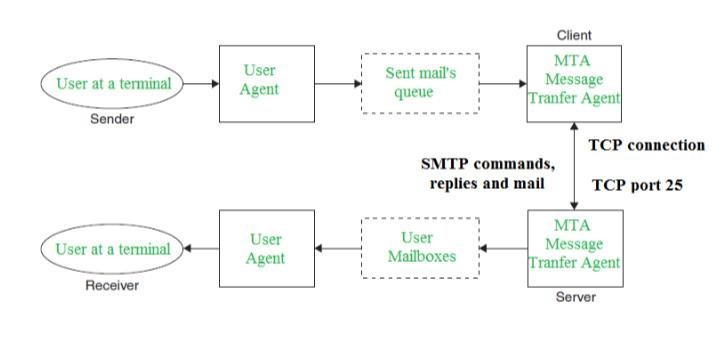 Client
User at a terminal
User
Agent
Sent mail's
queue
MTA
Message
Tranfer Agent
Sender
TCP connection
SMTP commands,
replies and mail
TCP port 25
User at a terminal
User
Agent
User
Mailboxes
MTA
Message
Tranfer Agent
Receiver
Server